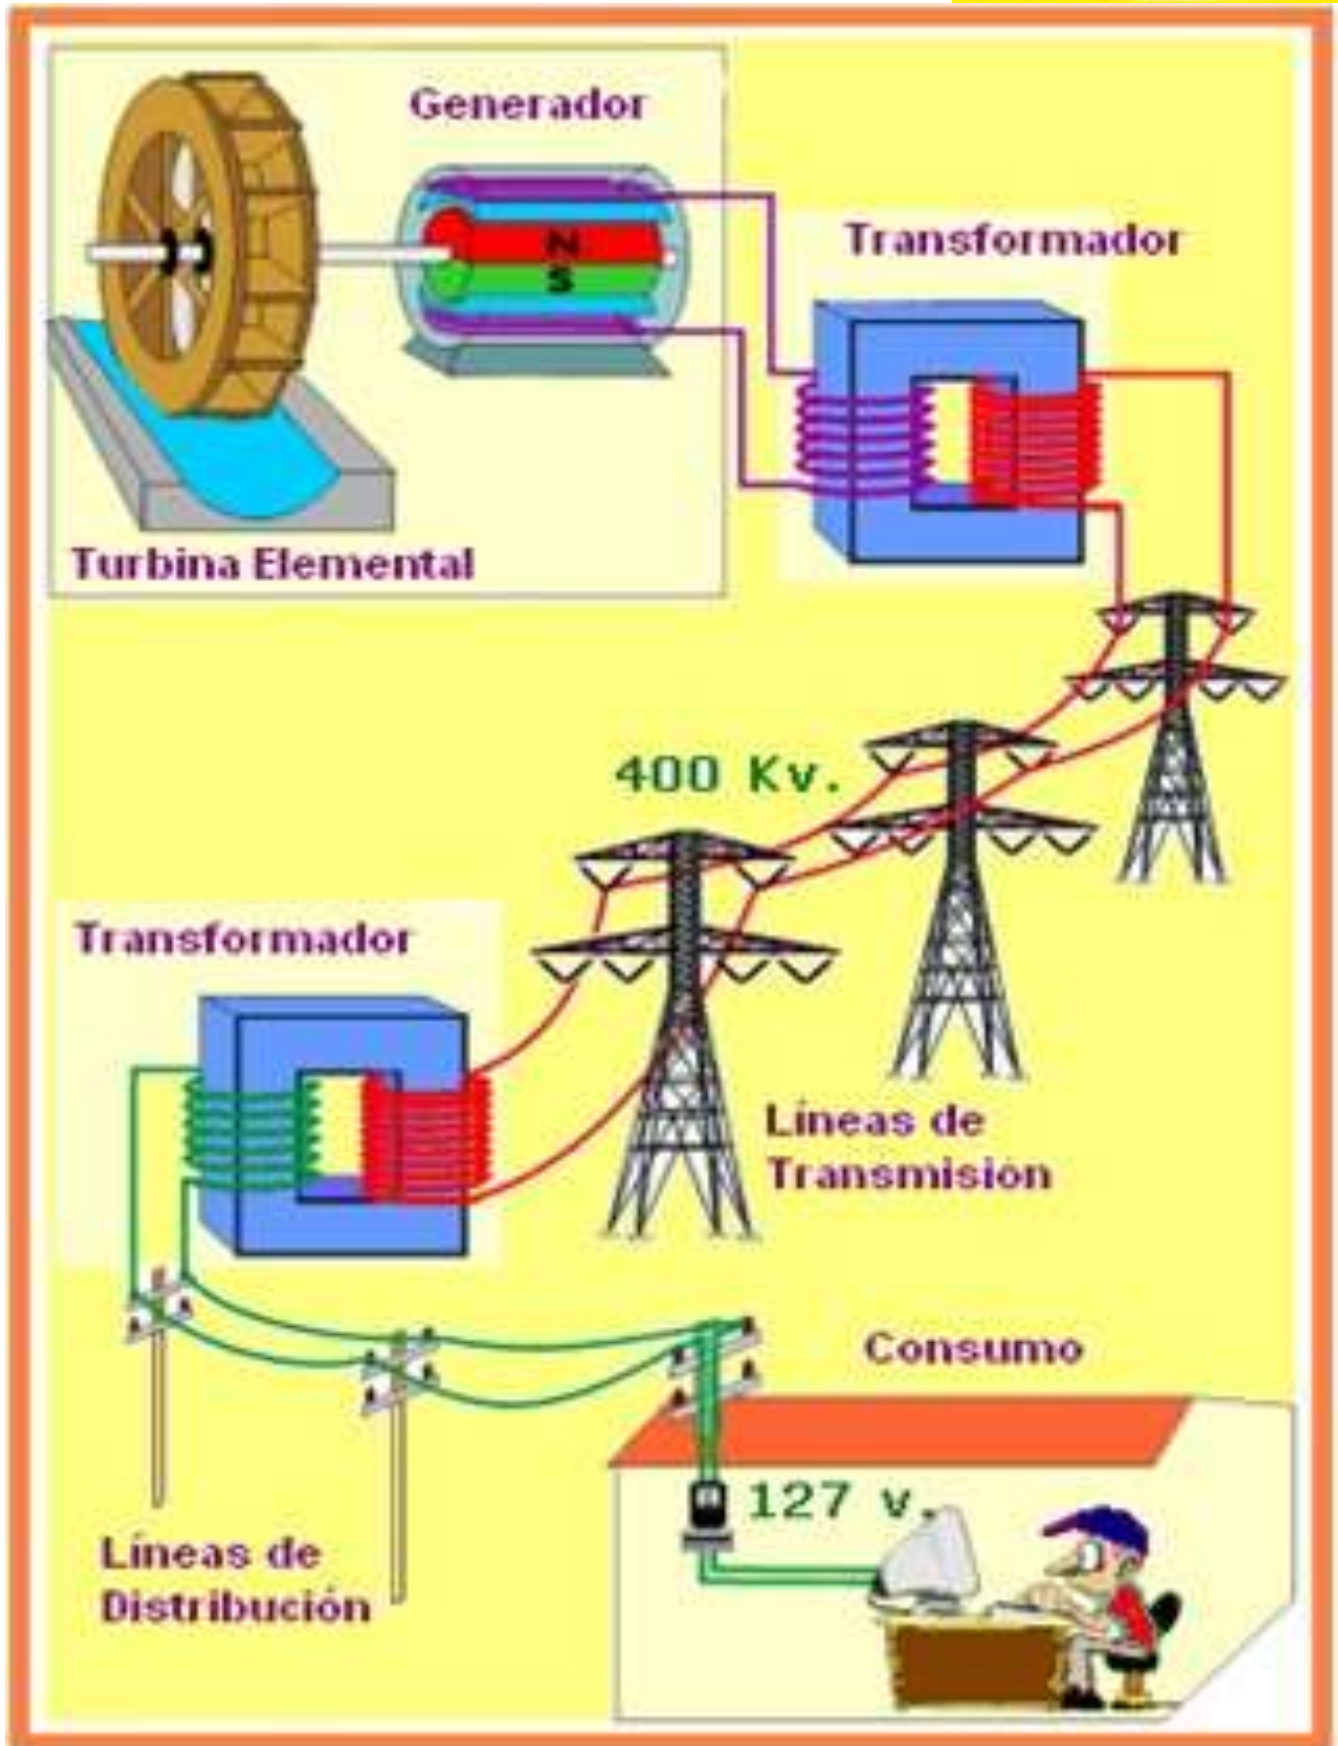 Generador
N
S
Transformador
Turbina Elemental
400 Kv.
Transformador
Líneas de
Transmisión
Consumo
127 v.
Líneas de
Distribución